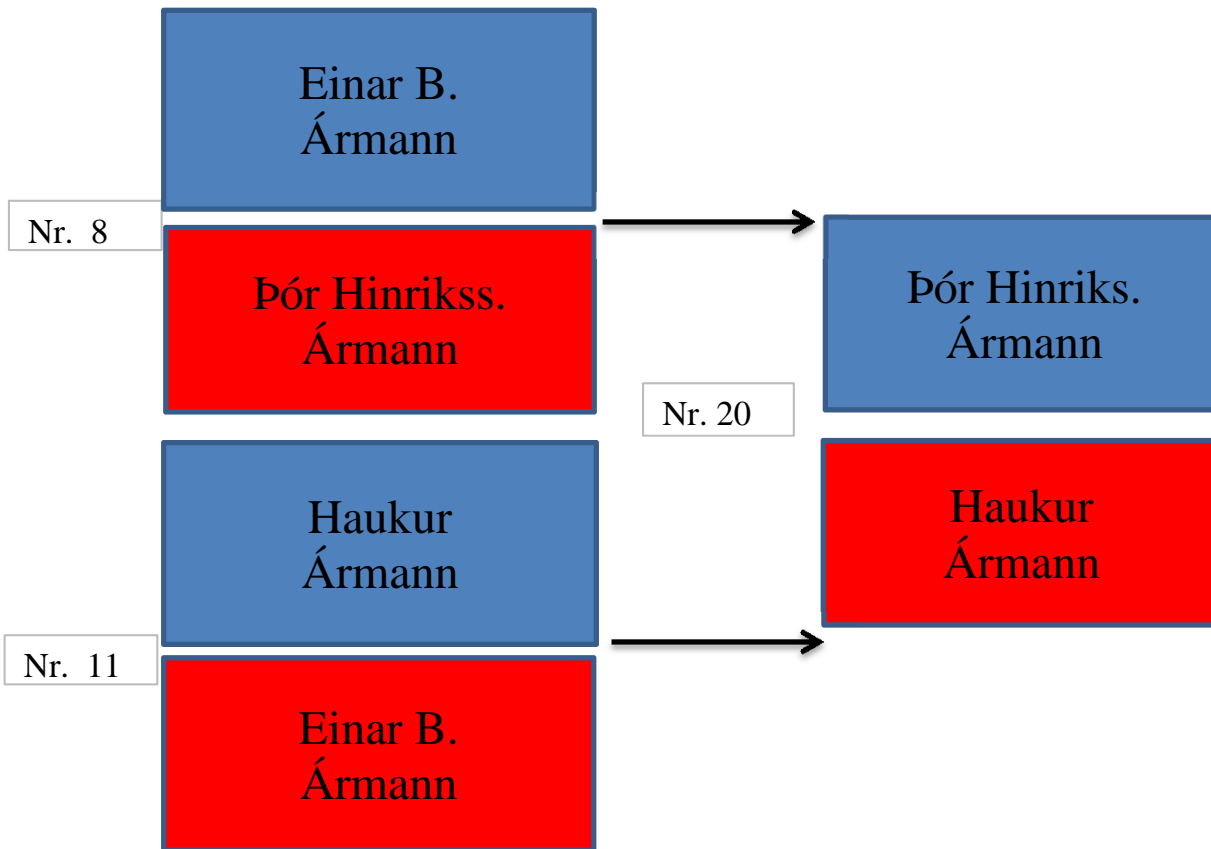 Einar B.
Ármann
Nr. 8
Þór Hinrikss.
Ármann
Þór Hinriks.
Ármann
Nr. 20
Haukur
Ármann
Haukur
Ármann
Nr. 11
Einar B.
Ármann